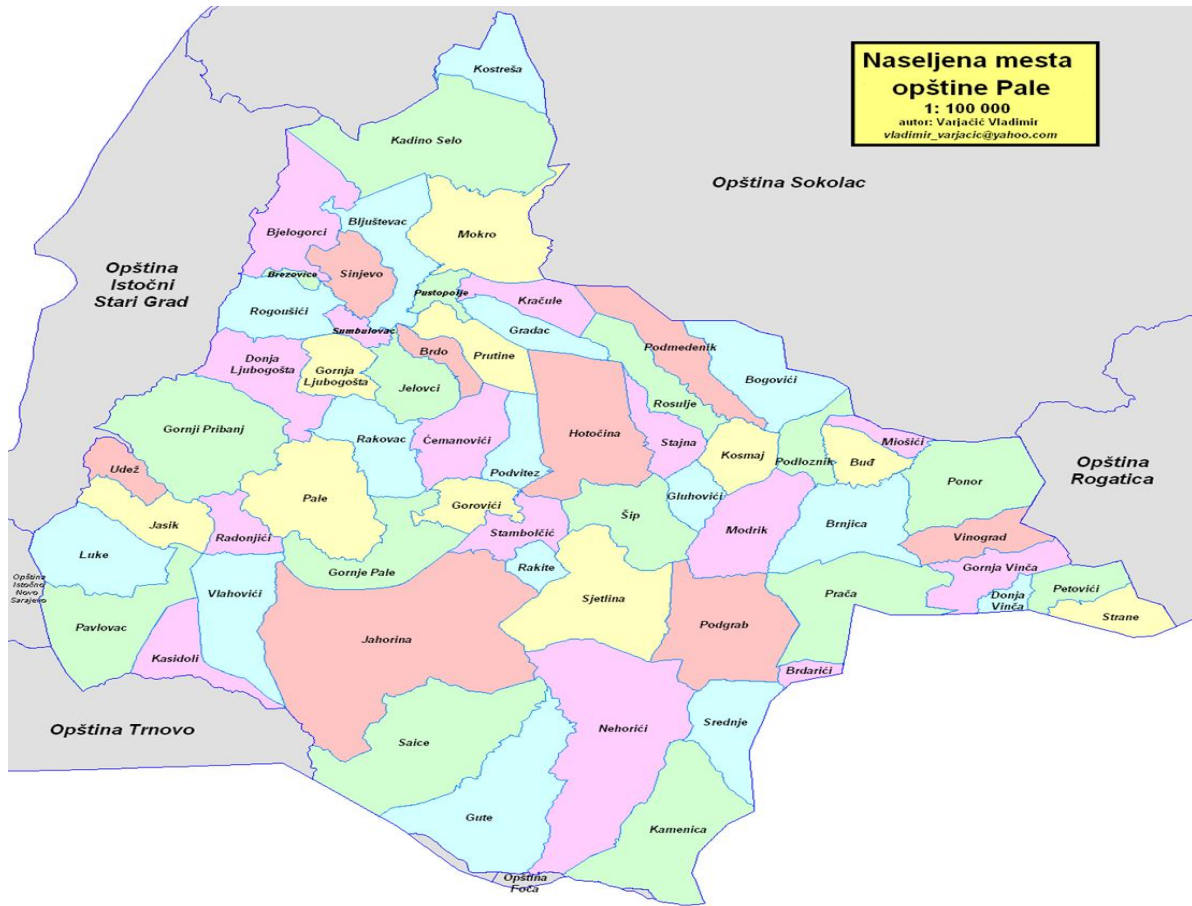 Naseljena mesta
opštine Pale
1: 100 000
autor: Varjačić Vladimir
vladimir_varjacic@yahoo.com
Kostreša
Kadino Selo
Opština Sokolac
Bljuštevac
Bjelogorci
Mokro
Opština
Istočni
Stari Grad
Brezovice
Sinjevo
Pustopolje
Kračule
Rogoušići
Sumbulovac
Gradac
Podmedenik
Donja
Ljubogošta
Gornja
Ljubogošta
Brdo
Prutine
Bogovići
Jelovci
Rosulje
Gornji Pribanj
Rakovac
Ćemanovići
Hotočina
Stajna
Miošići
Udež
Podvitez
Kosmaj
Podloznik
Buđ
Ponor
Opština
Rogatica
Pale
Gorovići
Gluhovići
Jasik
Radonjići
Stambolčić
Šip
Modrik
Brnjica
Vinograd
Luke
Gornje Pale
Rakite
Gornja Vinča
Opština
Istočno
Novo
Sarajevo
Vlahovići
Sjetlina
Prača
Donja
Vinča
Petovići
Strane
Pavlovac
Jahorina
Podgrab
Kasidoli
Brdarići
Opština Trnovo
Saice
Nehorići
Srednje
Gute
Kamenica
Opština
Foča